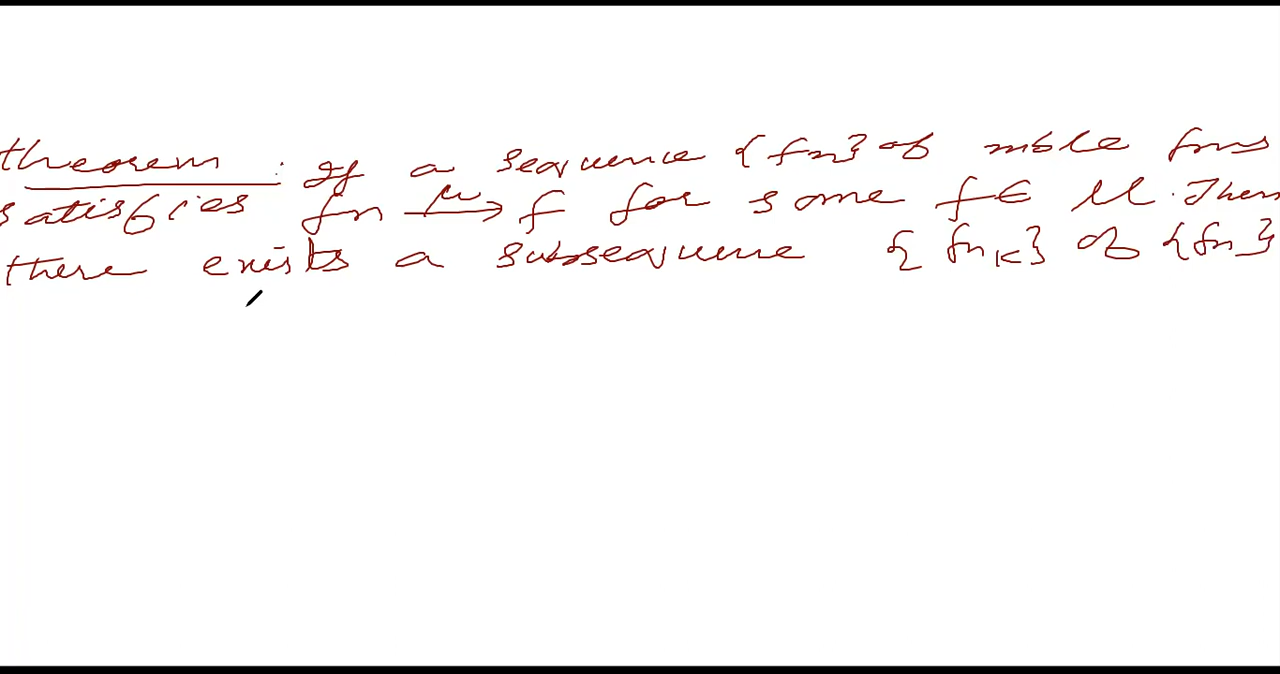 theorem : If a sequence {fn} of mble fns
satisfies fn —μ→ f for some f ∈ M. Then
there exists a subsequence {fnk} of {fn}